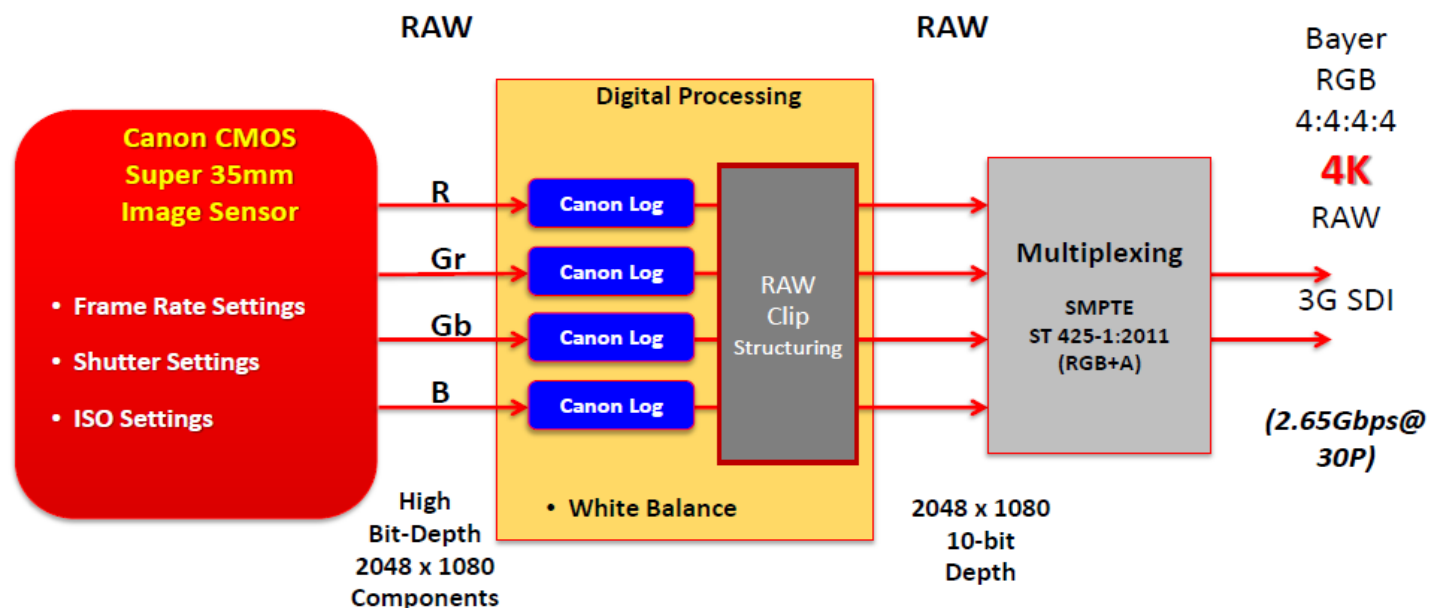 RAW
RAW
Canon CMOS
Super 35mm
Image Sensor
• Frame Rate Settings
• Shutter Settings
• ISO Settings
R
Gr
Gb
B
High
Bit-Depth
2048 x 1080
Components
Digital Processing
Canon Log
Canon Log
Canon Log
Canon Log
RAW
Clip
Structuring
• White Balance
2048 x 1080
10-bit
Depth
Multiplexing
SMPTE
ST 425-1:2011
(RGB+A)
Bayer
RGB
4:4:4:4
4K
RAW
3G SDI
(2.65Gbps@
30P)